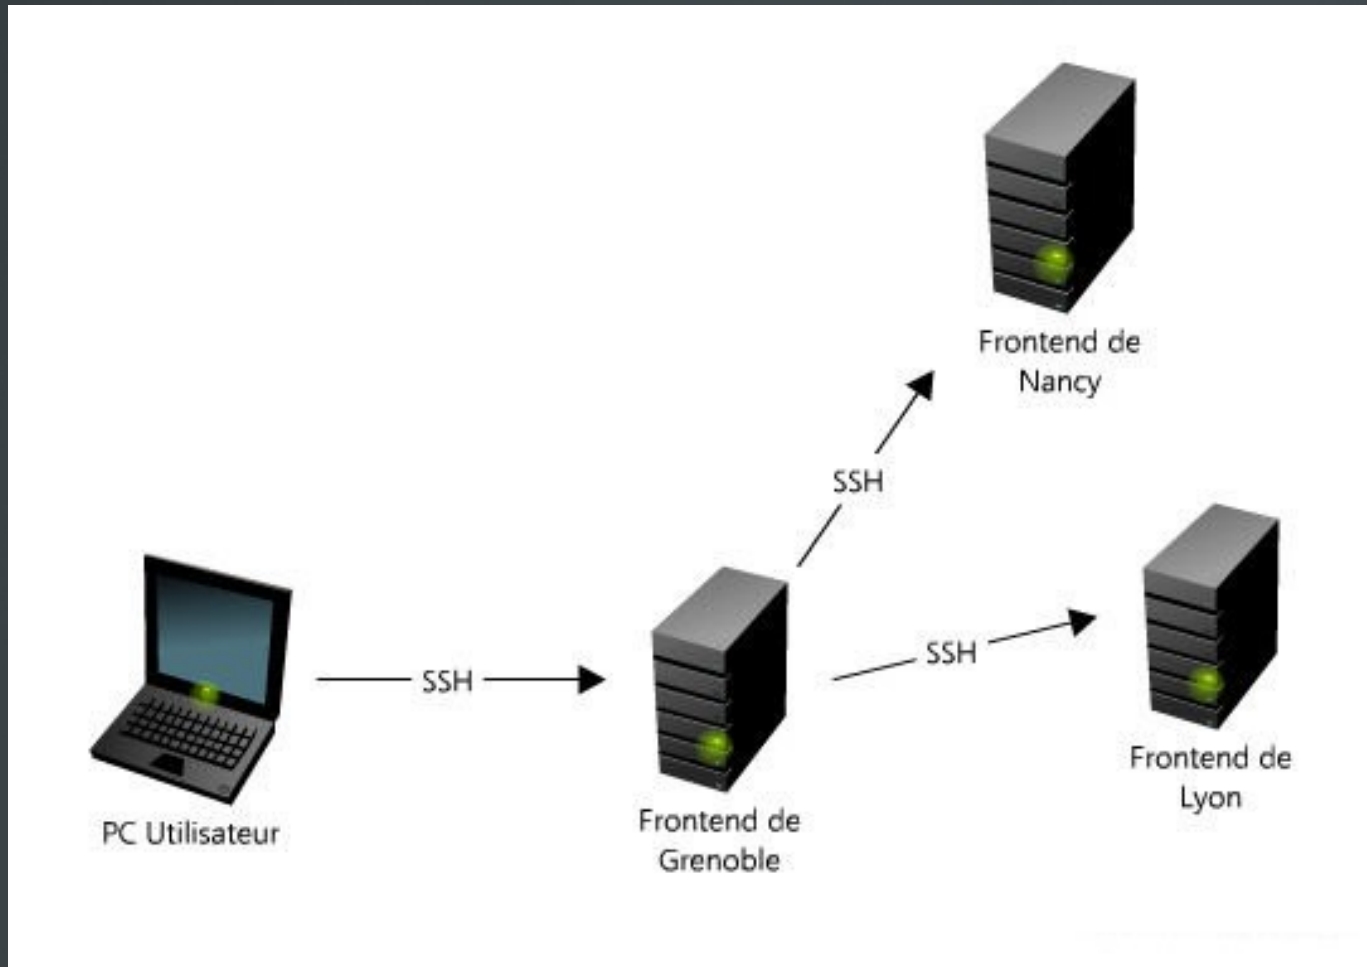 Frontend de
Nancy
SSH
SSH
Frontend de
Lyon
SSH
PC Utilisateur
Frontend de
Grenoble